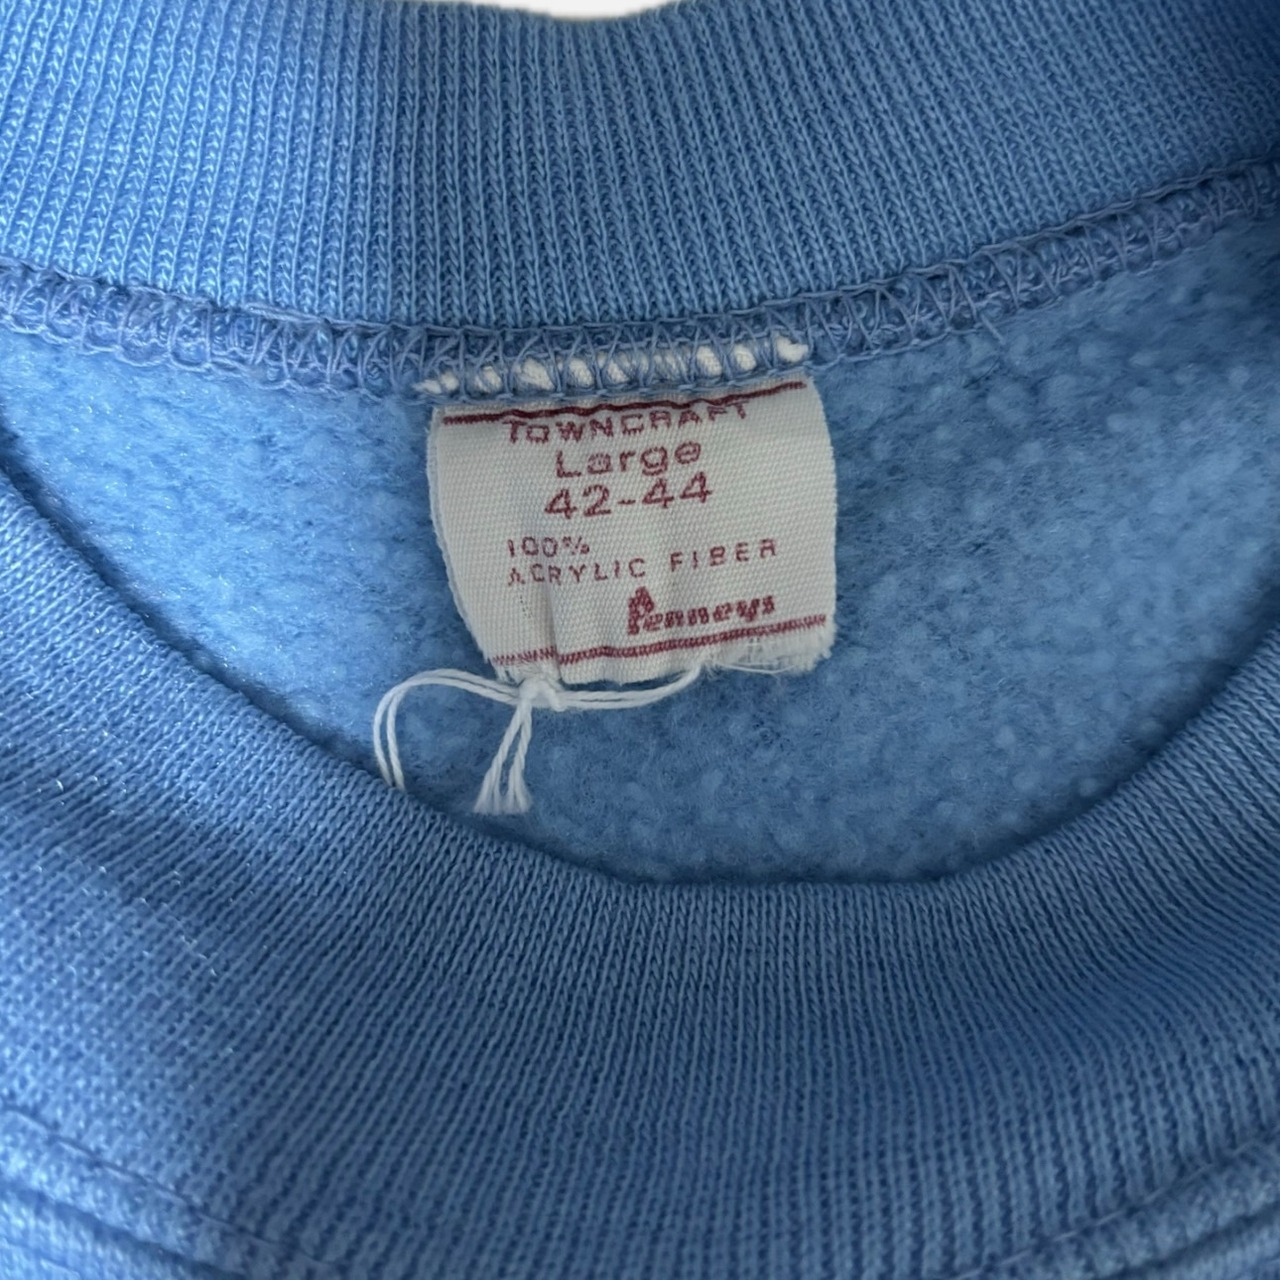 TOWNCRAFT
Large
42-44
100%
ACRYLIC FIBER
Penneys